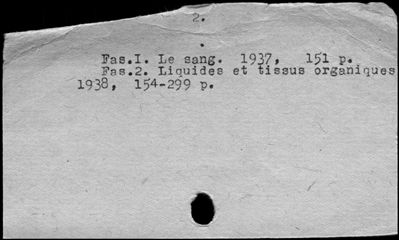 2.
Fas.I. Le sang. 1937, 151 p.
Fas.2. Liquides et tissus organiques
1938, 154-299 p.